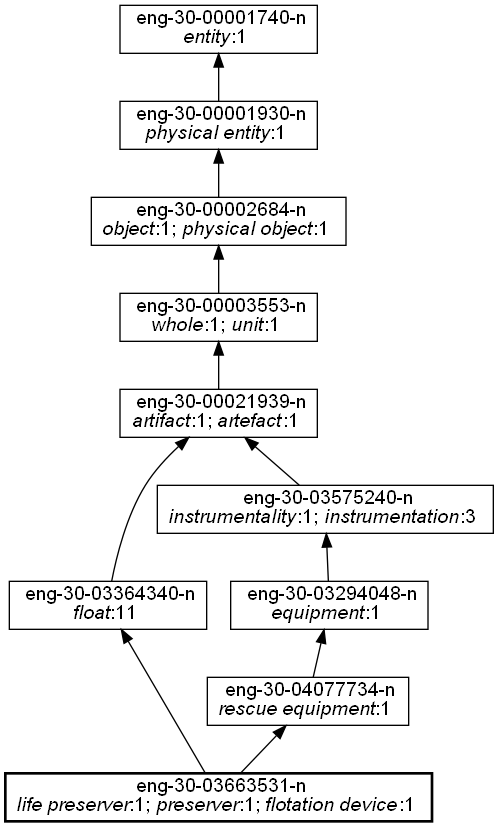 eng-30-00001740-n
entity:1
eng-30-00001930-n
physical entity:1
eng-30-00002684-n
object:1; physical object:1
eng-30-00003553-n
whole:1; unit:1
eng-30-00021939-n
artifact:1; artefact:1
eng-30-03575240-n
instrumentality:1; instrumentation:3
eng-30-03364340-n
float:11
eng-30-03294048-n
equipment:1
eng-30-04077734-n
rescue equipment:1
eng-30-03663531-n
life preserver:1; preserver:1; flotation device:1